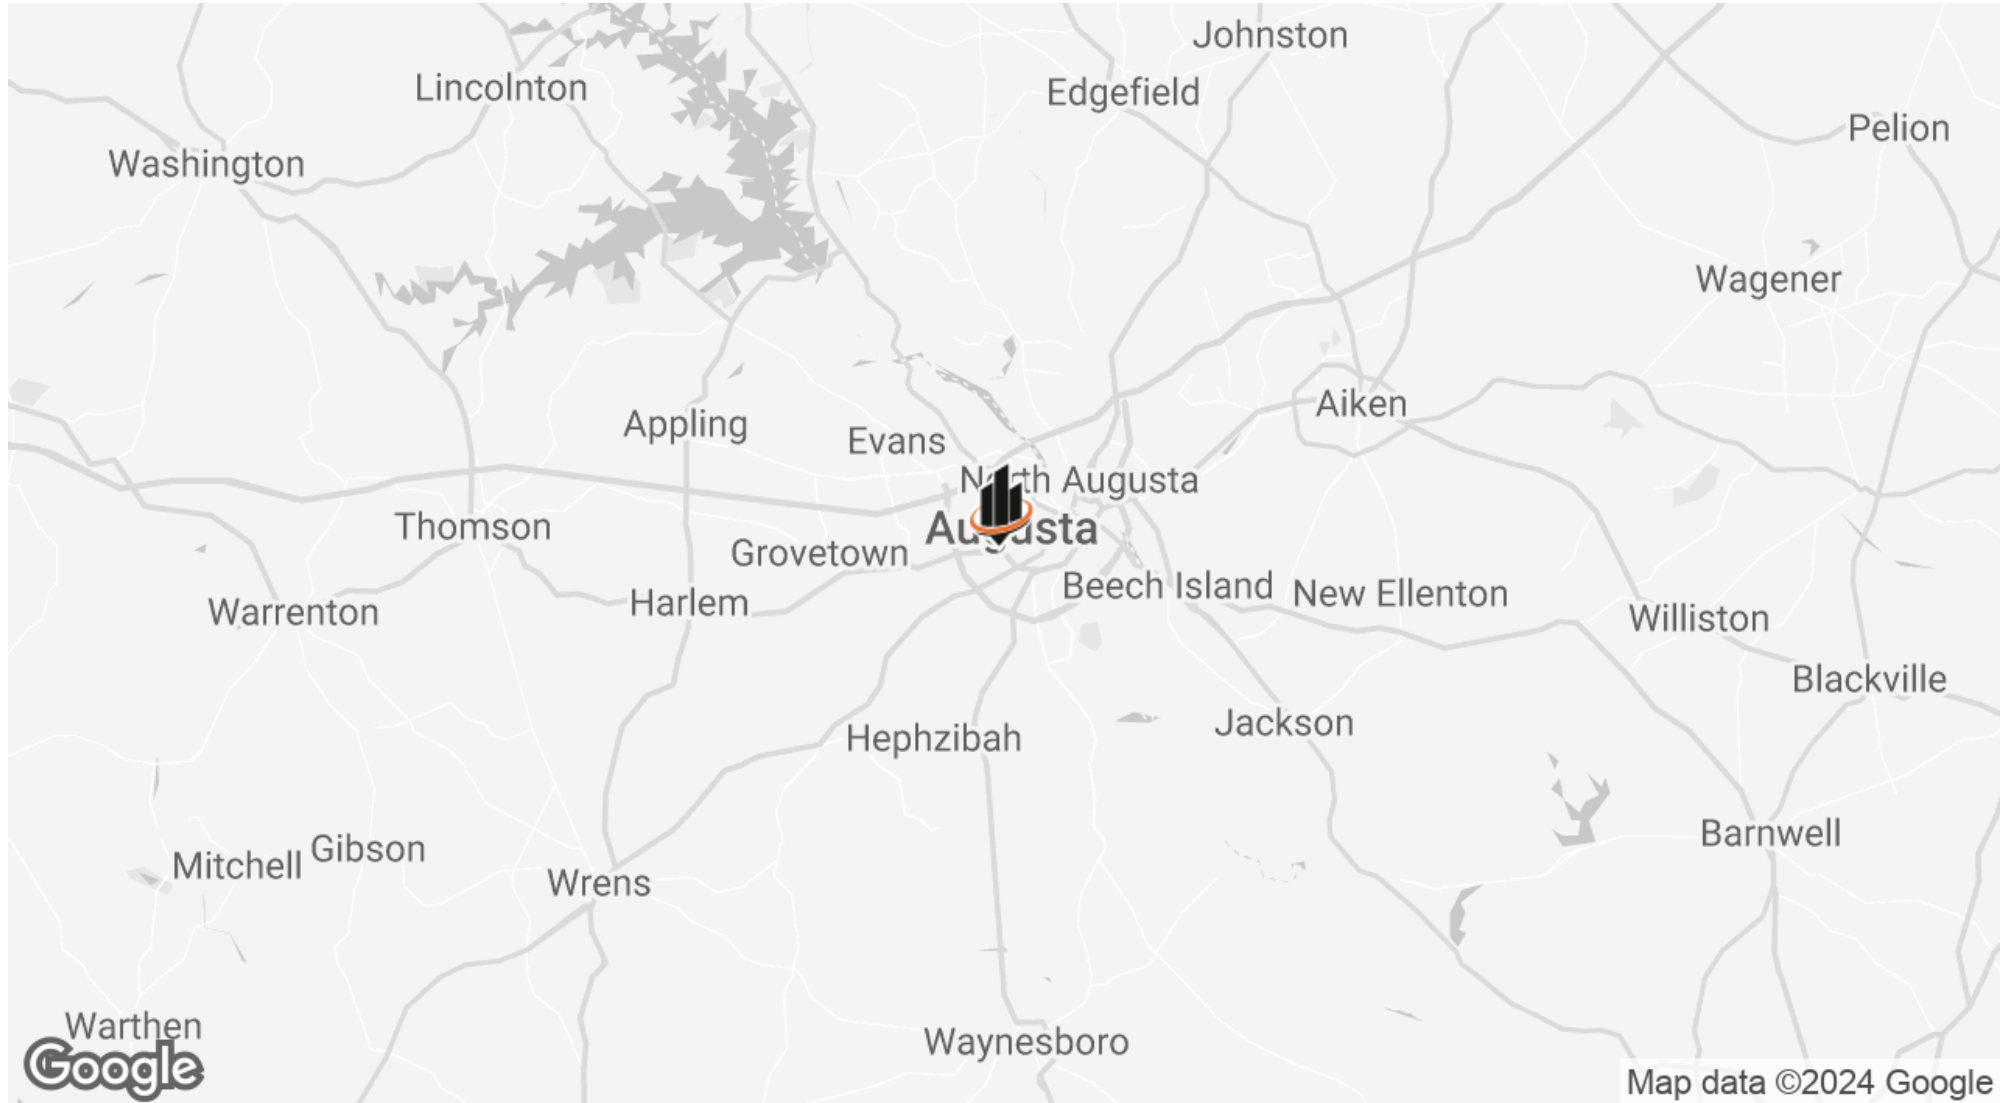 Johnston
Lincolnton
Edgefield
Pelion
Washington
Wagener
Aiken
Appling
Evans
North Augusta
Thomson
Augusta
Grovetown
Beech Island
New Ellenton
Harlem
Warrenton
Williston
Blackville
Jackson
Hephzibah
Barnwell
Gibson
Mitchell
Wrens
Warthen
Waynesboro
Google
Map data ©2024 Google